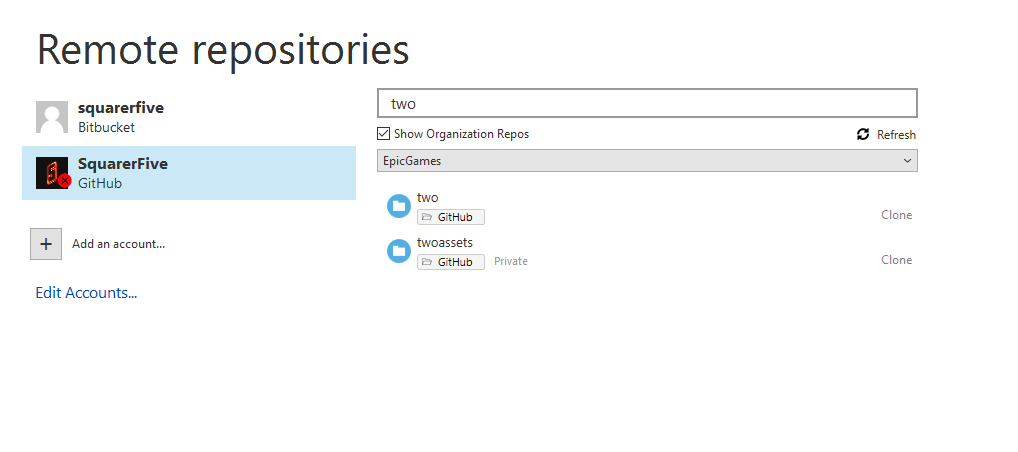 Remote repositories
squarerfive
Bitbucket
SquarerFive
GitHub
+ Add an account...
Edit Accounts...
two
Show Organization Repos
Refresh
EpicGames
two
GitHub
Clone
twoassets
GitHub Private
Clone